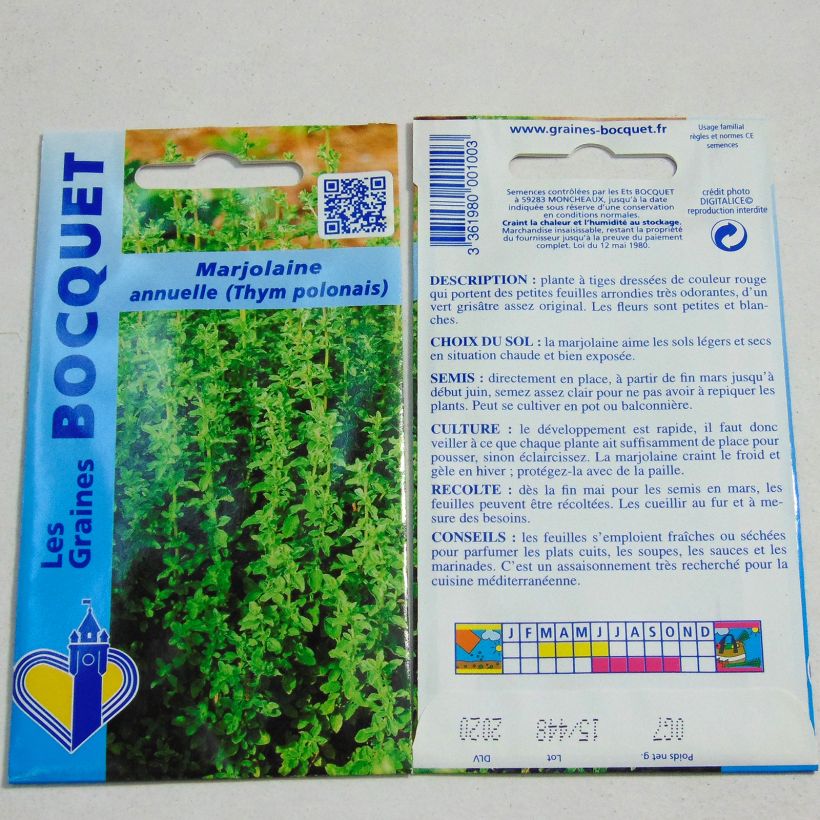 Les
Graines
BOCQUET
Marjolaine
annuelle (Thym polonais)
www.graines-bocquet.fr
Usage familial
règles et normes CE
semences
3 361980 001003
Semences contrôlées par les Ets BOCQUET
à 59283 MONCHEAUX, jusqu'à la date
indiquée sous réserve d'une conservation
en conditions normales.
Craint la chaleur et l'humidité au stockage.
Marchandise insaisissable, restant la propriété
du fournisseur jusqu'à la preuve du paiement
complet. Loi du 12 mai 1980.
crédit photo
DIGITALICE©
reproduction interdite
DESCRIPTION : plante à tiges dressées de couleur rouge
qui portent des petites feuilles arrondies très odorantes, d'un
vert grisâtre assez original. Les fleurs sont petites et blan-
ches.
CHOIX DU SOL : la marjolaine aime les sols légers et secs
en situation chaude et bien exposée.
SEMIS : directement en place, à partir de fin mars jusqu'à
début juin, semez assez clair pour ne pas avoir à repiquer les
plants. Peut se cultiver en pot ou balconnière.
CULTURE : le développement est rapide, il faut donc
veiller à ce que chaque plante ait suffisamment de place pour
pousser, sinon éclaircissez. La marjolaine craint le froid et
gèle en hiver ; protégez-la avec de la paille.
RECOLTE : dès la fin mai pour les semis en mars, les
feuilles peuvent être récoltées. Les cueillir au fur et à me-
sure des besoins.
CONSEILS : les feuilles s'emploient fraîches ou séchées
pour parfumer les plats cuits, les soupes, les sauces et les
marinades. C'est un assaisonnement très recherché pour la
cuisine méditerranéenne.
J F M A M J J A S O N D
2020 15/448 0G7
DLV Lot Poids net g.